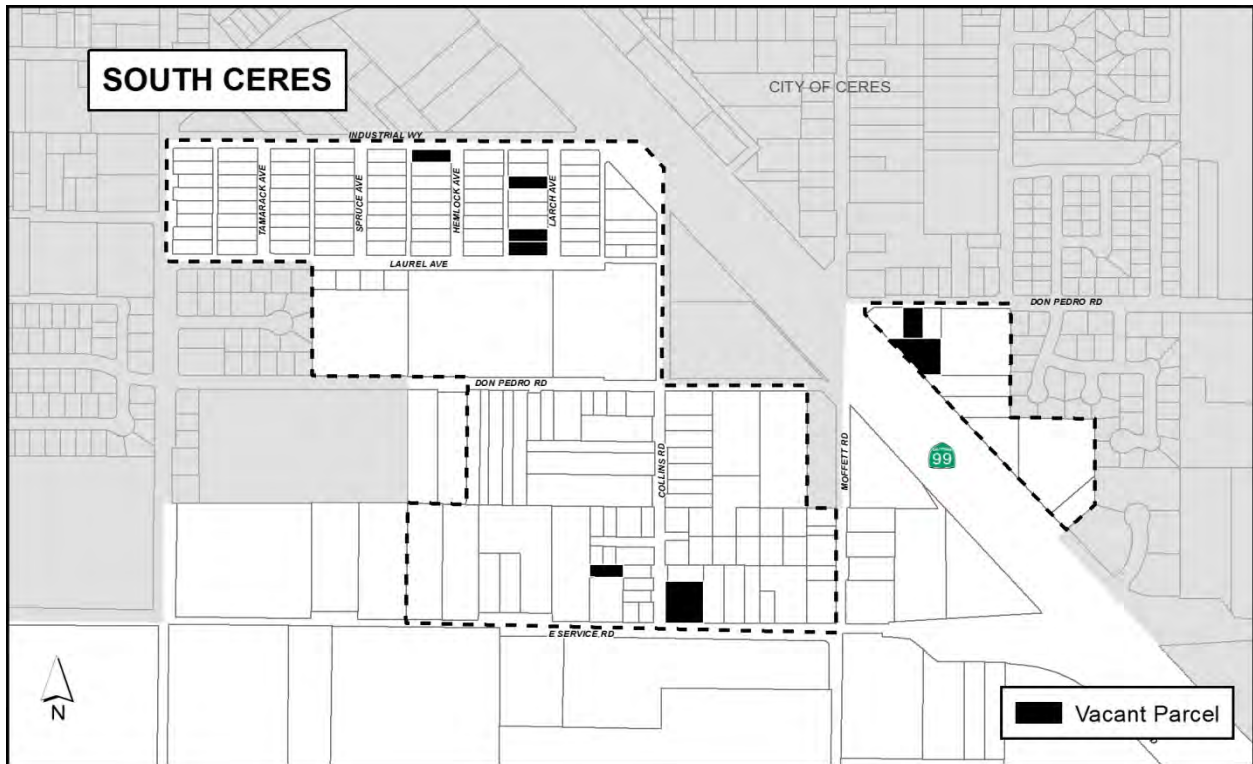 SOUTH CERES
CITY OF CERES
INDUSTRIAL WY
TAMARACK AVE
SPRUCE AVE
HEMLOCK AVE
LARCH AVE
LAUREL AVE
DON PEDRO RD
DON PEDRO RD
COLLINS RD
MOFFETT RD
99
E SERVICE RD
N
Vacant Parcel